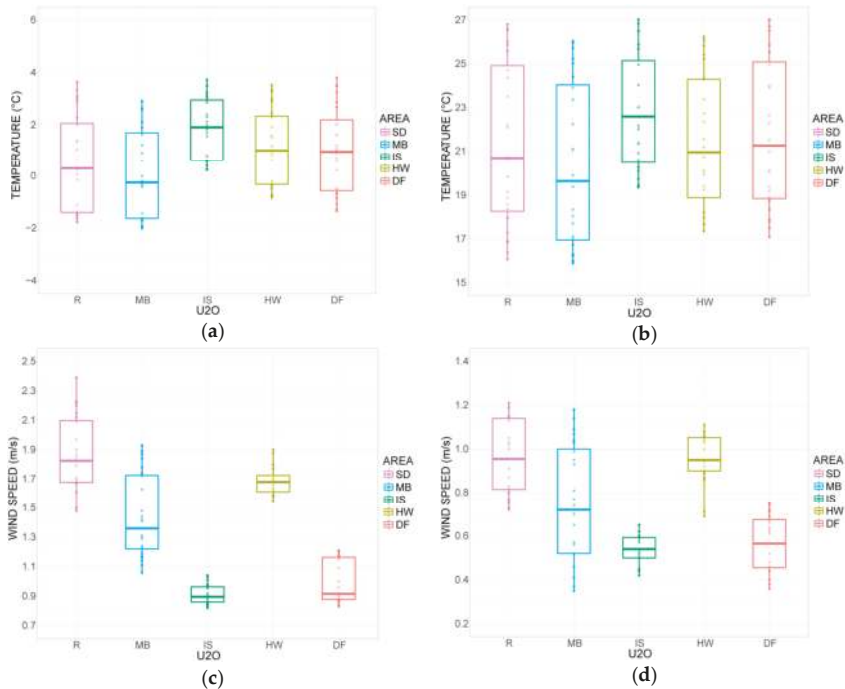 TEMPERATURE (°C)
6
4
2
0
−2
−4
R MB IS HW DF
U2O
AREA
SD
MB
IS
HW
DF
(a)
TEMPERATURE (°C)
27
25
23
21
19
17
15
R MB IS HW DF
U2O
AREA
SD
MB
IS
HW
DF
(b)
WIND SPEED (m/s)
2.5
2.3
2.1
1.9
1.7
1.5
1.3
1.1
0.9
0.7
R MB IS HW DF
U2O
AREA
SD
MB
IS
HW
DF
(c)
WIND SPEED (m/s)
1.4
1.2
1.0
0.8
0.6
0.4
0.2
R MB IS HW DF
U2O
AREA
SD
MB
IS
HW
DF
(d)